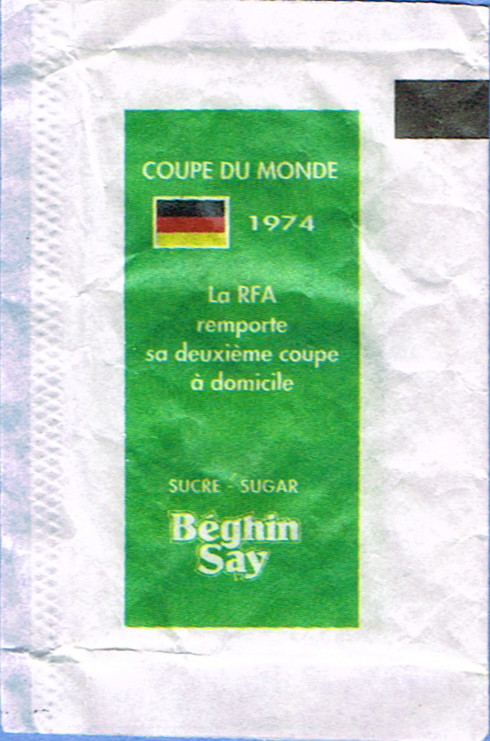 COUPE DU MONDE
1974
La RFA
remporte
sa deuxième coupe
à domicile
SUCRE - SUGAR
Béghin
Say